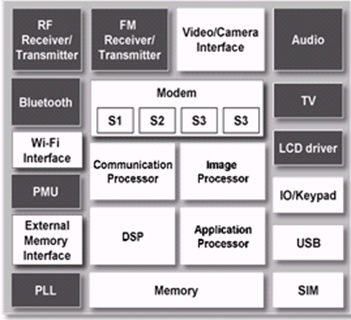 RF
Receiver/
Transmitter
FM
Receiver/
Transmitter
Video/Camera
Interface
Audio
Bluetooth
Modem
S1 S2 S3 S3
TV
Wi-Fi
Interface
Communication
Processor
Image
Processor
LCD driver
PMU
IO/Keypad
External
Memory
Interface
DSP
Application
Processor
USB
PLL
Memory
SIM